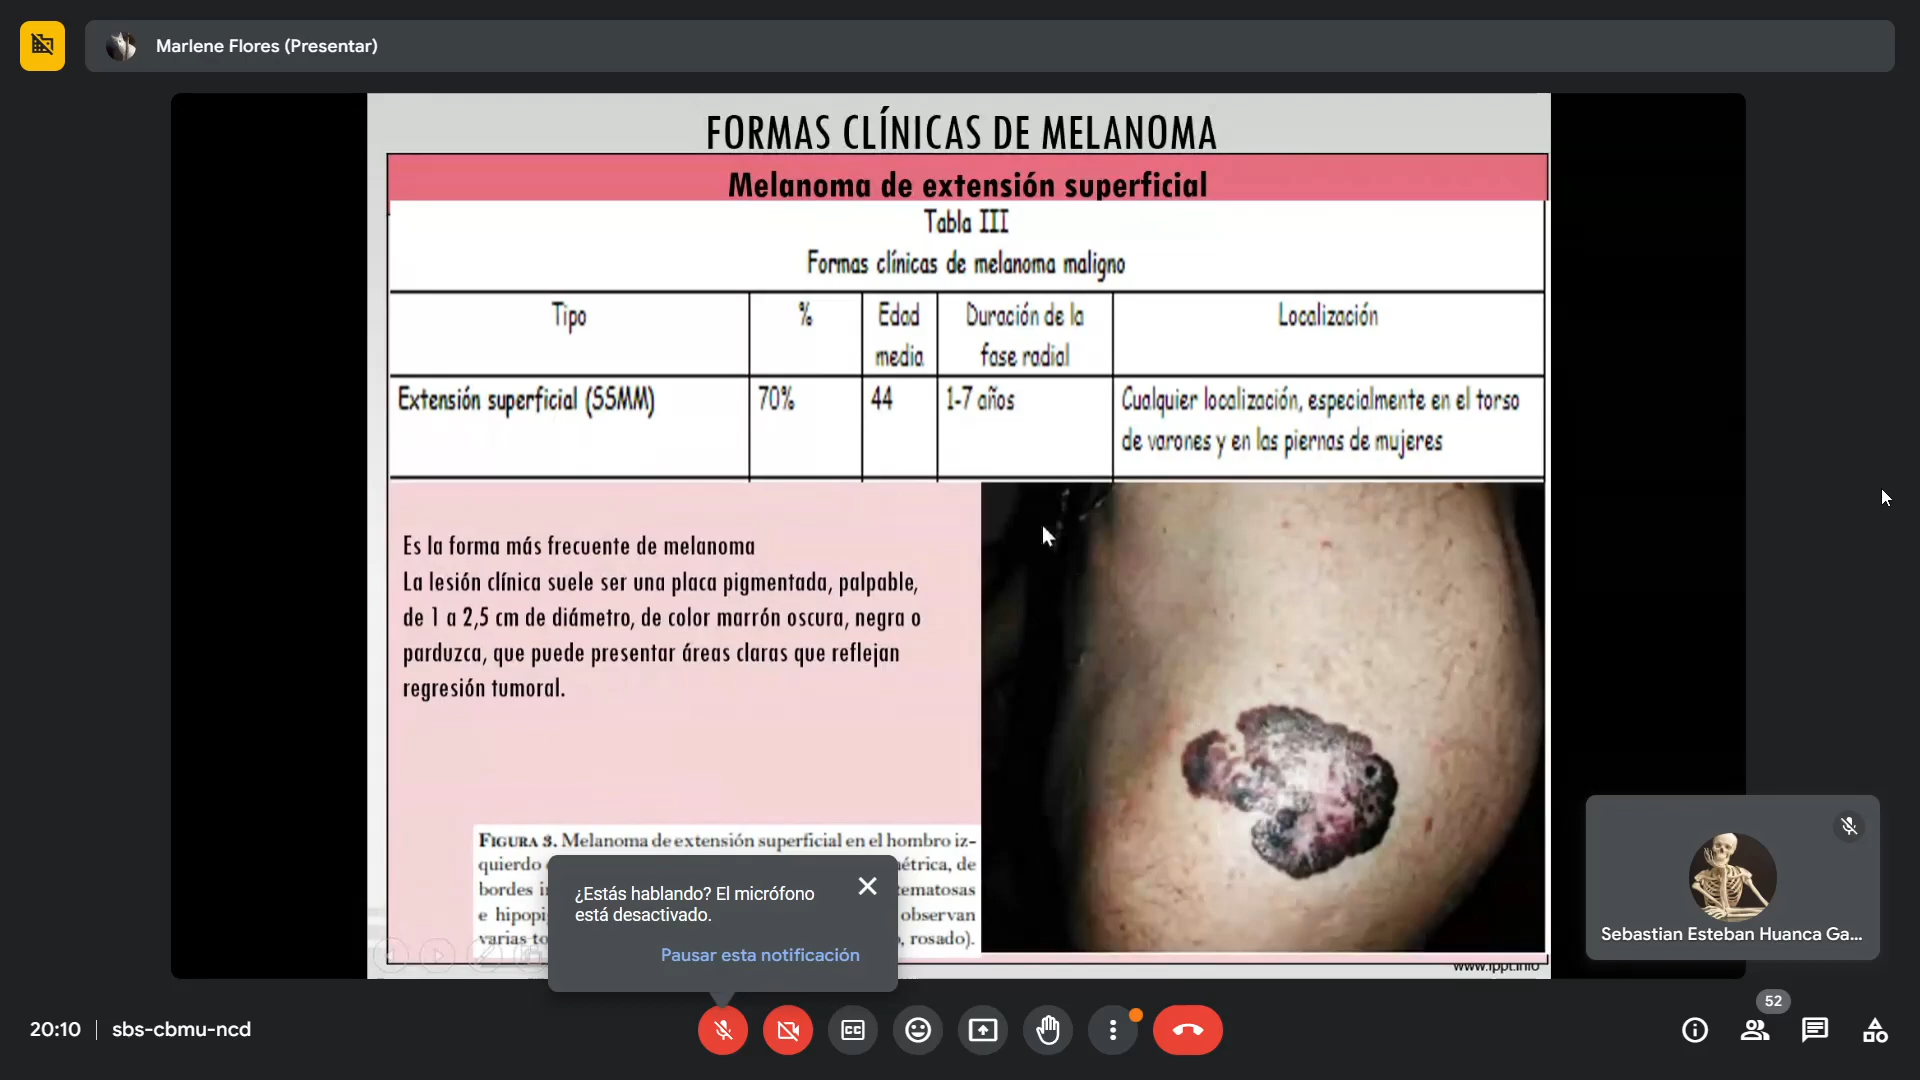 Marlene Flores (Presentar)
FORMAS CLÍNICAS DE MELANOMA
Melanoma de extensión superficial
Tabla III
Formas clínicas de melanoma maligno
Tipo
%
Edad
media
Duración de la
fase radial
Localización
Extensión superficial (SSMM)
70%
44
1-7 años
Cualquier localización, especialmente en el torso
de varones y en las piernas de mujeres
Es la forma más frecuente de melanoma
La lesión clínica suele ser una placa pigmentada, palpable,
de 1 a 2,5 cm de diámetro, de color marrón oscura, negra o
parduzca, que puede presentar áreas claras que reflejan
regresión tumoral.
FIGURA 3. Melanoma de extensión superficial en el hombro iz-
quierdo de
bordes
e observan
varias rosado).
¿Estás hablando? El micrófono
está desactivado.
Pausar esta notificación
Sebastian Esteban Huanca Ga...
www.ippt.info
20:10 | sbs-cbmu-ncd
52